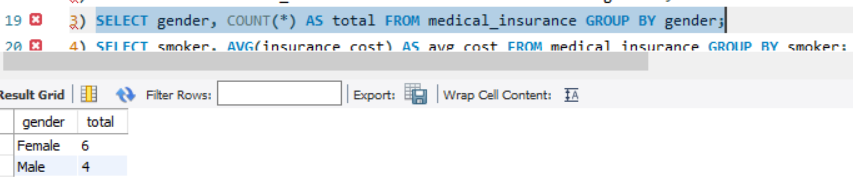 19 3) SELECT gender, COUNT(*) AS total FROM medical_insurance GROUP BY gender;
20 4) SELECT smoker, AVG(insurance_cost) AS avg_cost FROM medical_insurance GROUP BY smoker;
Result Grid Filter Rows: Export: Wrap Cell Content: IA
gender total
Female 6
Male 4